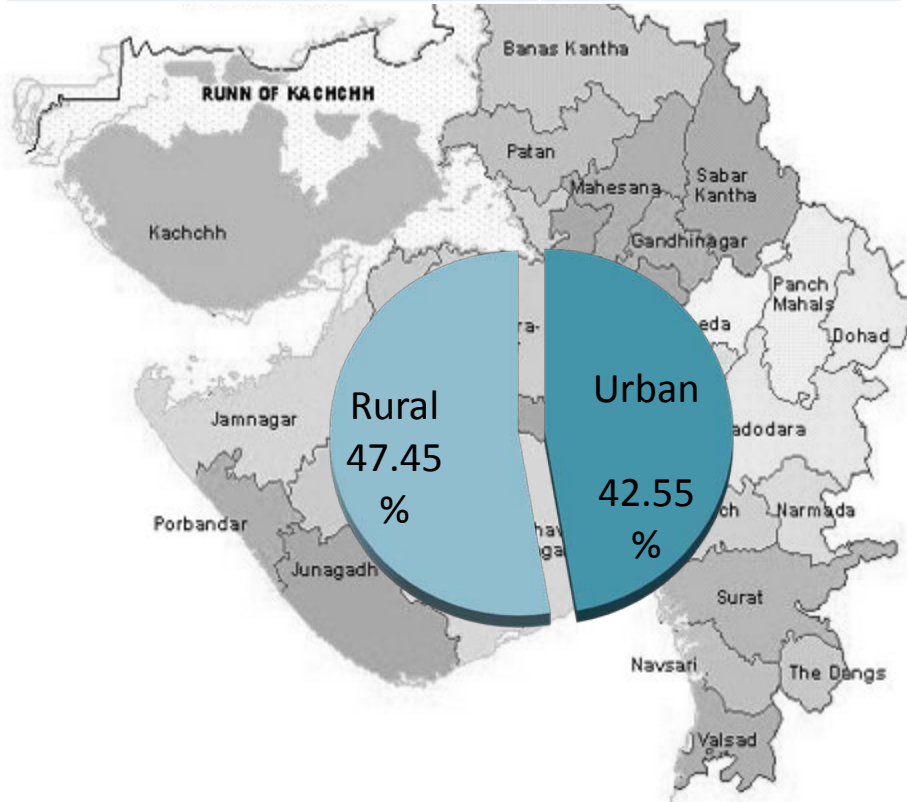 Banas Kantha
RUNN OF KACHCHH
Patan
Mahesana
Sabar
Kantha
Kachchh
Gandhinagar
Panch
Mahals
Dohad
Jamnagar
Rural
47.45
%
Urban
42.55
%
Narmada
Porbandar
Junagadh
Surat
Navsari
The Dangs
Valsad